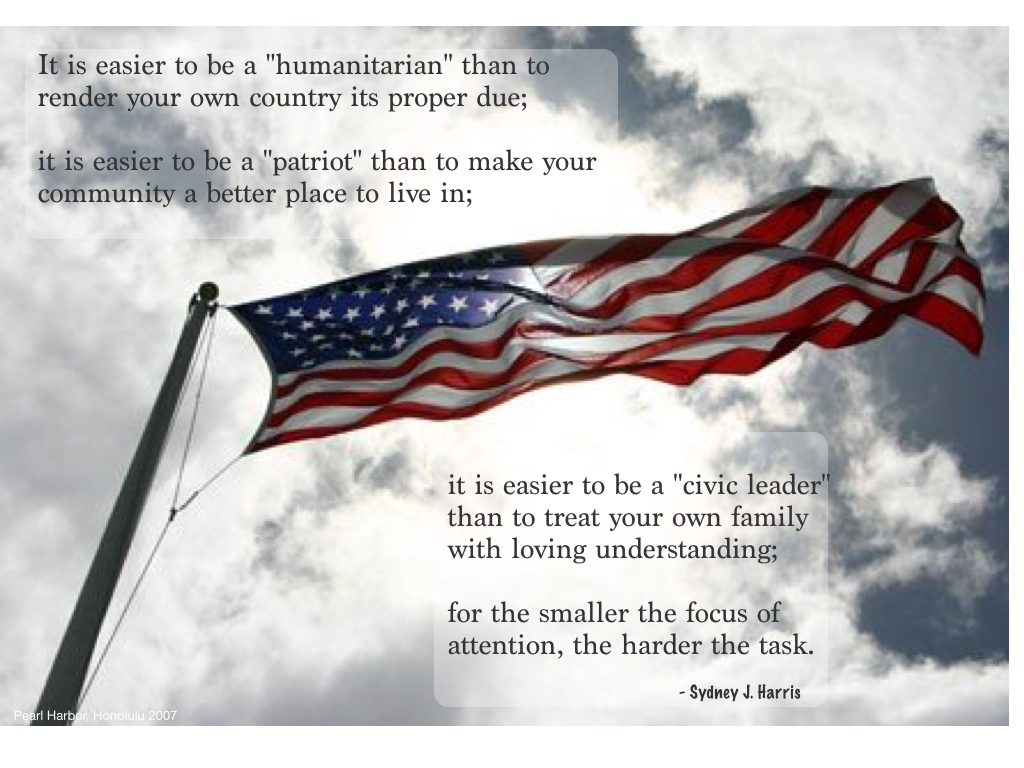 It is easier to be a "humanitarian" than to
render your own country its proper due;
it is easier to be a "patriot" than to make your
community a better place to live in;
it is easier to be a "civic leader"
than to treat your own family
with loving understanding;
for the smaller the focus of
attention, the harder the task.
- Sydney J. Harris
Pearl Harbor, Honolulu 2007